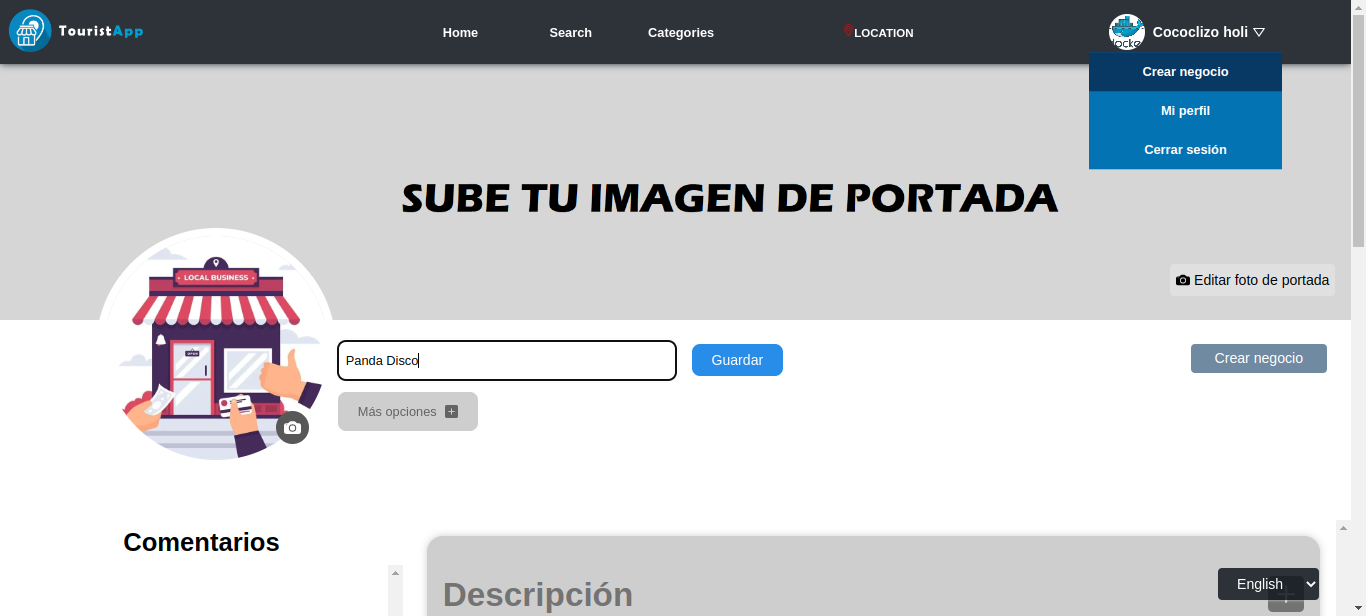 TouristApp
Home
Search
Categories
LOCATION
Cococlizo holi
Crear negocio
Mi perfil
Cerrar sesión
SUBE TU IMAGEN DE PORTADA
LOCAL BUSINESS
OPEN
Editar foto de portada
Panda Disco
Guardar
Crear negocio
Más opciones
Comentarios
Descripción
English